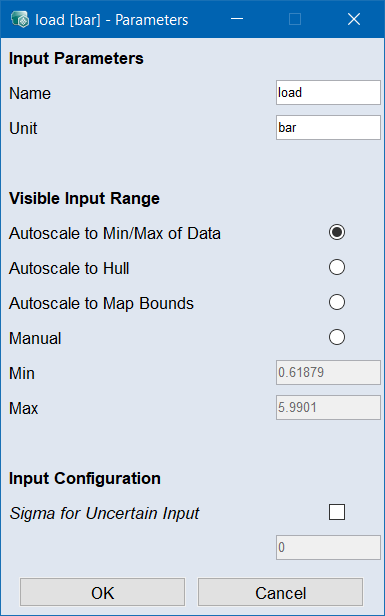 load [bar] - Parameters
Input Parameters
Name load
Unit bar
Visible Input Range
Autoscale to Min/Max of Data
Autoscale to Hull
Autoscale to Map Bounds
Manual
Min 0.61879
Max 5.9901
Input Configuration
Sigma for Uncertain Input
0
OK Cancel